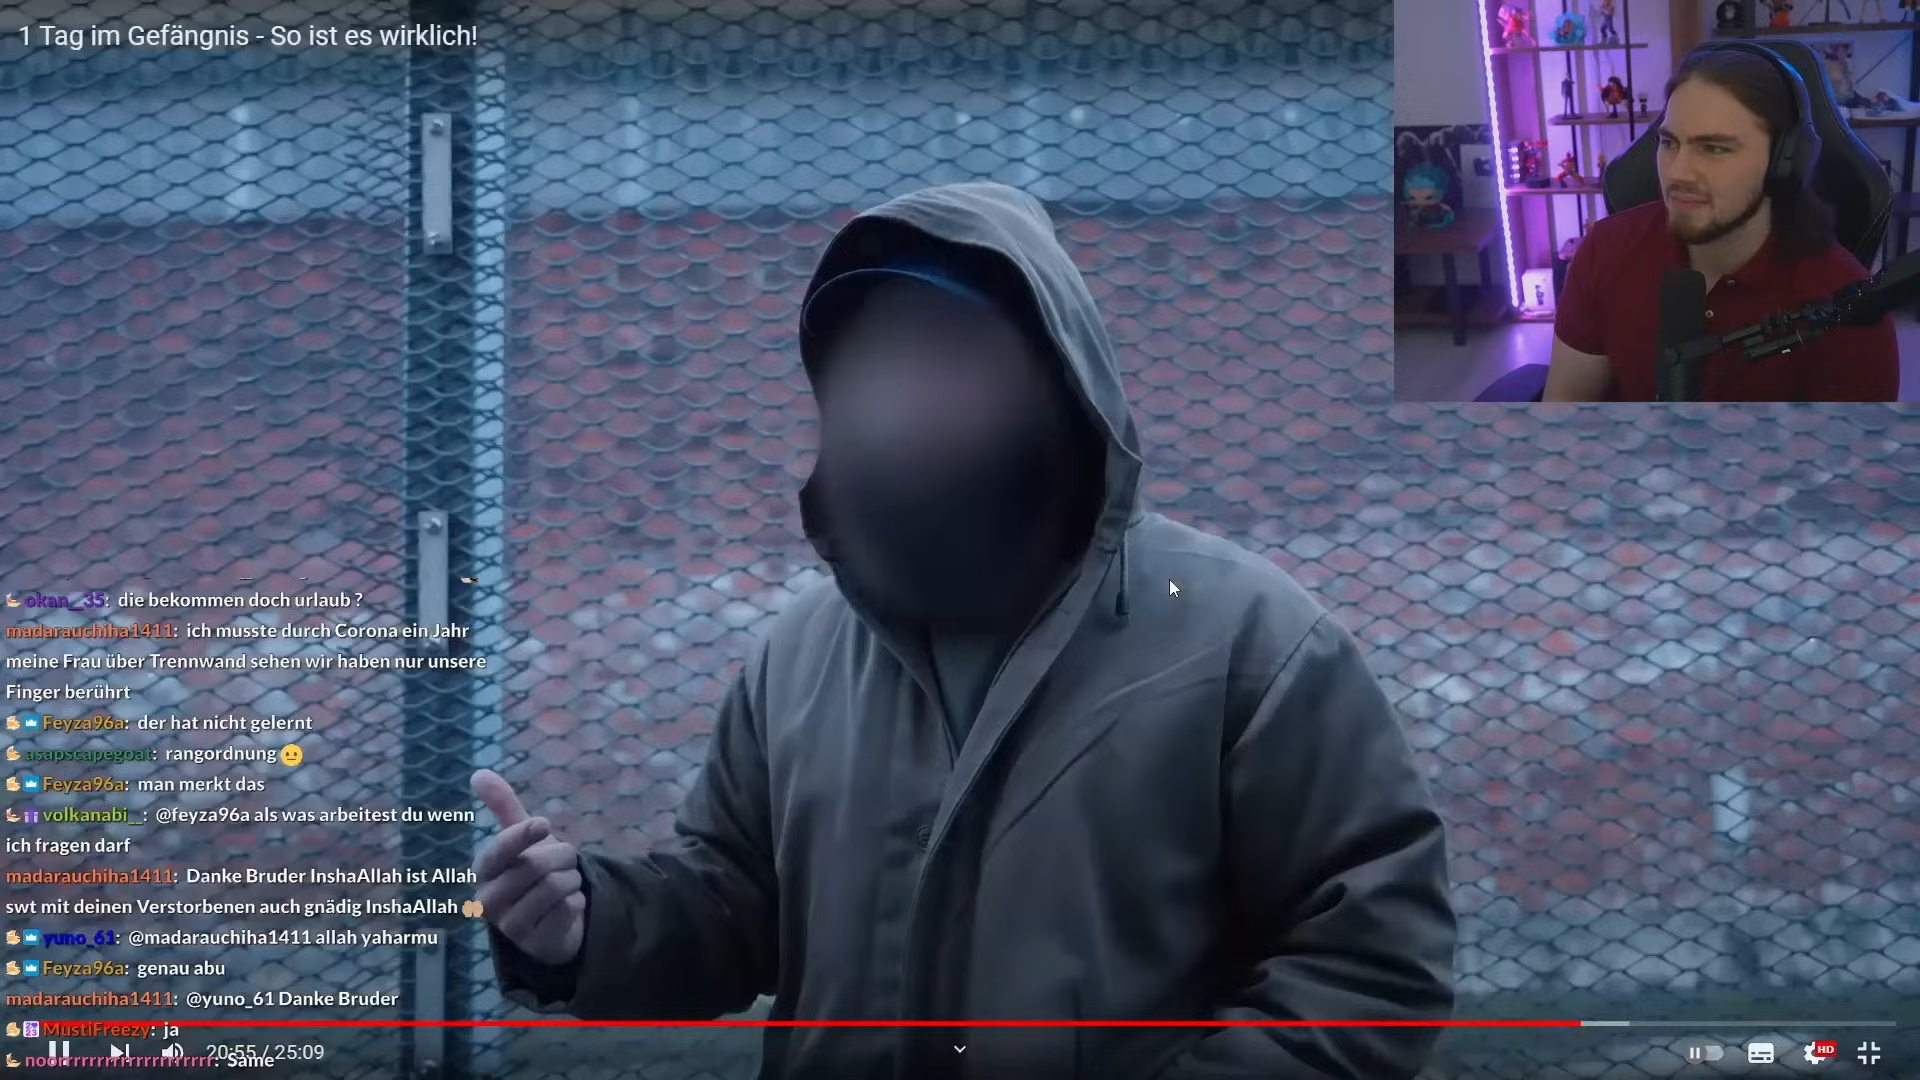 1 Tag im Gefängnis - So ist es wirklich!
okan__35: die bekommen doch urlaub ?
madarauchiha1411: ich musste durch Corona ein Jahr
meine Frau über Trennwand sehen wir haben nur unsere
Finger berührt
Feyza96a: der hat nicht gelernt
asapscapegoat: rangordnung
Feyza96a: man merkt das
volkanabi__: @feyza96a als was arbeitest du wenn
ich fragen darf
madarauchiha1411: Danke Bruder InshaAllah ist Allah
swt mit deinen Verstorbenen auch gnädig InshaAllah
yuno_61: @madarauchiha1411 allah yaharmu
Feyza96a: genau abu
madarauchiha1411: @yuno_61 Danke Bruder
MustiFreezy: ja
20:55 / 25:09
Same
HD